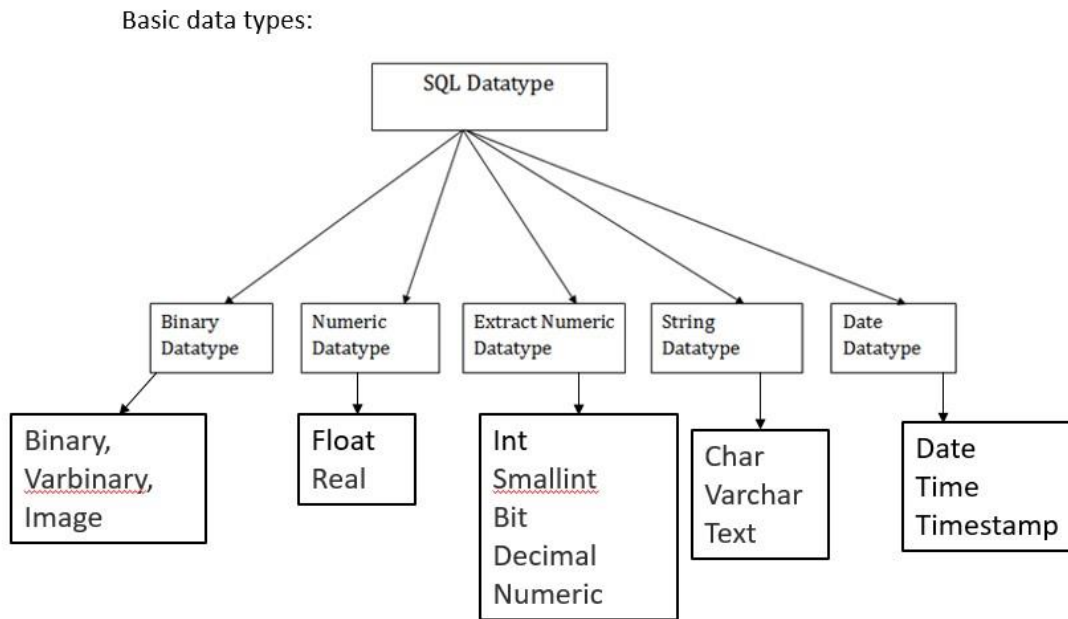 Basic data types:
SQL Datatype
Binary
Datatype
Numeric
Datatype
Extract Numeric
Datatype
String
Datatype
Date
Datatype
Binary,
Varbinary,
Image
Float
Real
Int
Smallint
Bit
Decimal
Numeric
Char
Varchar
Text
Date
Time
Timestamp